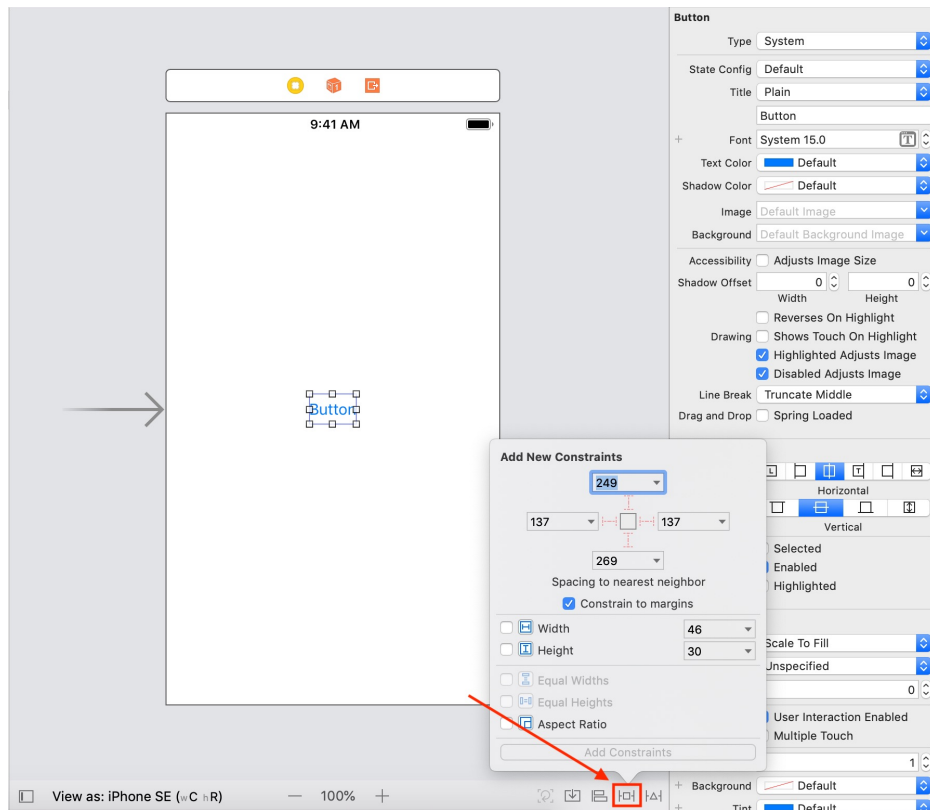 Button
Type System
State Config Default
Title Plain
Button
Font System 15.0 T
Text Color Default
Shadow Color Default
Image Default Image
Background Default Background Image
Accessibility Adjusts Image Size
Shadow Offset 0 0
Width Height
Reverses On Highlight
Drawing Shows Touch On Highlight
Highlighted Adjusts Image
Disabled Adjusts Image
Line Break Truncate Middle
Drag and Drop Spring Loaded
Horizontal
Vertical
Selected
Enabled
Highlighted
Scale To Fill
Unspecified
0
User Interaction Enabled
Multiple Touch
1
Background Default
Tint Default
9:41 AM
Button
Add New Constraints
249
137 137
269
Spacing to nearest neighbor
Constrain to margins
Width 46
Height 30
Equal Widths
Equal Heights
Aspect Ratio
Add Constraints
View as: iPhone SE (wC hR) — 100% +